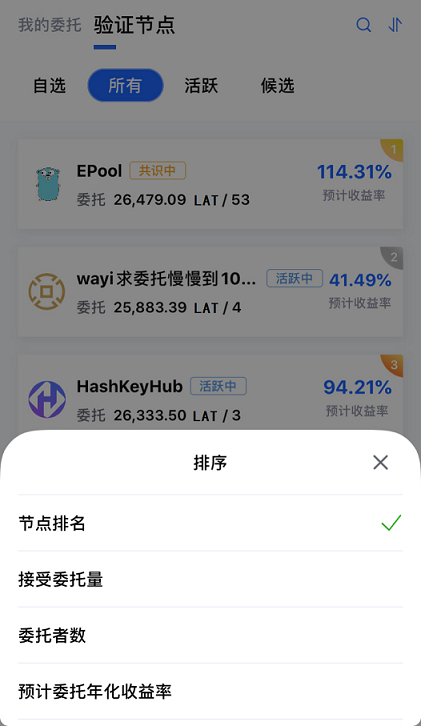 我的委托 验证节点
自选 所有 活跃 候选
1
EPool 共识中 114.31%
委托 26,479.09 LAT / 53 预计收益率
2
wayi求委托慢慢到10... 活跃中 41.49%
委托 25,883.39 LAT / 4 预计收益率
3
HashKeyHub 活跃中 94.21%
委托 26,333.50 LAT / 3 预计收益率
排序
节点排名
接受委托量
委托者数
预计委托年化收益率